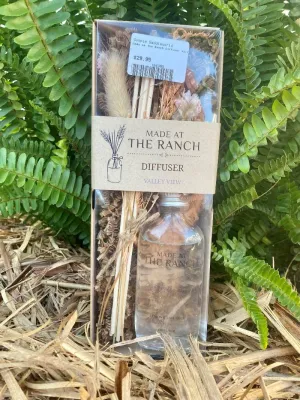 $29.95
MADE AT
THE RANCH
DIFFUSER
VALLEY VIEW
MADE AT
THE RANCH